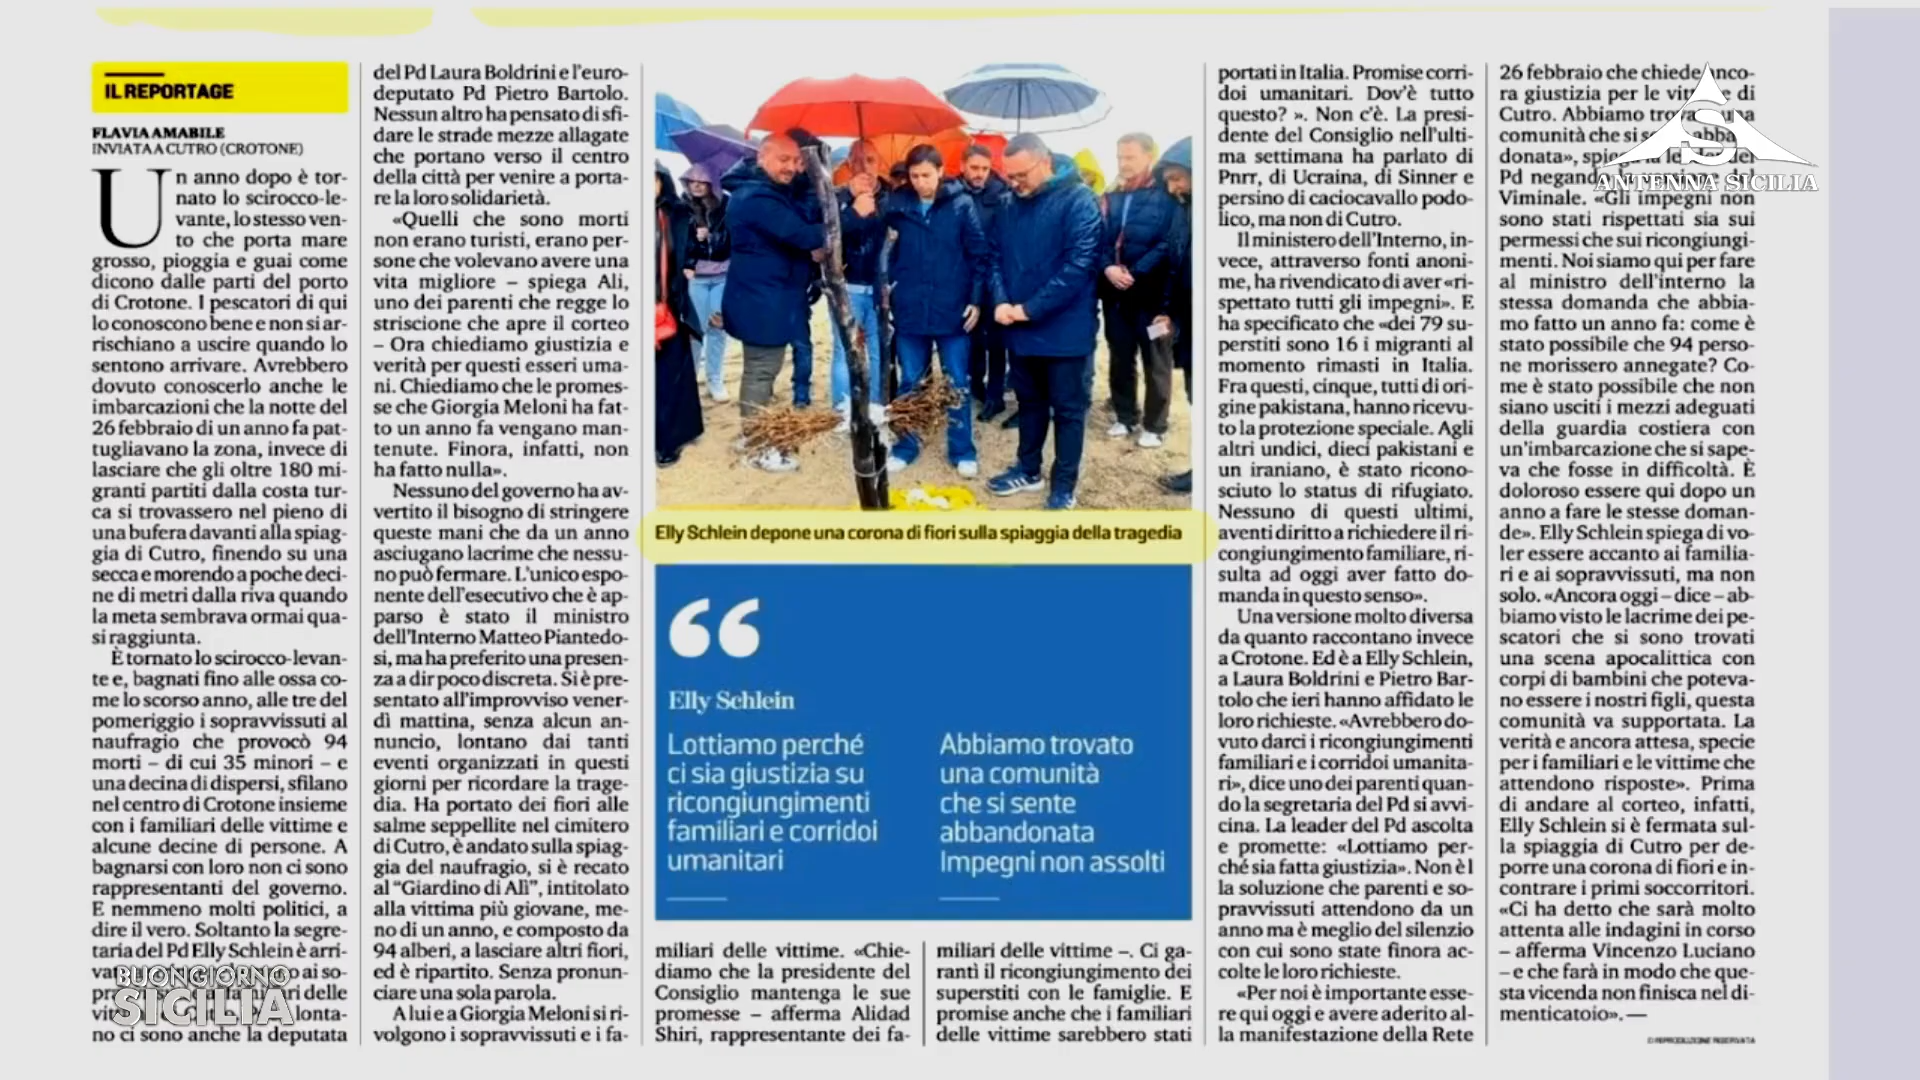 IL REPORTAGE
FLAVIA AMABILE
INVIATA A CUTRO (CROTONE)
Un anno dopo è tor-
nato lo scirocco-le-
vante, lo stesso ven-
to che porta mare
grosso, pioggia e guai come
dicono dalle parti del porto
di Crotone. I pescatori di qui
lo conoscono bene e non si ar-
rischiano a uscire quando lo
sentono arrivare. Avrebbero
dovuto conoscerlo anche le
imbarcazioni che la notte del
26 febbraio di un anno fa pat-
tugliavano la zona, invece di
lasciare che gli oltre 180 mi-
granti partiti dalla costa tur-
ca si trovassero nel pieno di
una bufera davanti alla spiag-
gia di Cutro, finendo su una
secca e morendo a poche deci-
ne di metri dalla riva quando
la meta sembrava ormai qua-
si raggiunta.
È tornato lo scirocco-levan-
te e, bagnati fino alle ossa co-
me lo scorso anno, alle tre del
pomeriggio i sopravvissuti al
naufragio che provocò 94
morti – di cui 35 minori – e
una decina di dispersi, sfilano
nel centro di Crotone insieme
con i familiari delle vittime e
alcune decine di persone. A
bagnarsi con loro non ci sono
rappresentanti del governo.
E nemmeno molti politici, a
dire il vero. Soltanto la segre-
taria del Pd Elly Schlein è arri-
ai so-
delle
lonta-
no ci sono anche la deputata
del Pd Laura Boldrini e l'euro-
deputato Pd Pietro Bartolo.
Nessun altro ha pensato di sfi-
dare le strade mezze allagate
che portano verso il centro
della città per venire a porta-
re la loro solidarietà.
«Quelli che sono morti
non erano turisti, erano per-
sone che volevano avere una
vita migliore – spiega Ali,
uno dei parenti che regge lo
striscione che apre il corteo
– Ora chiediamo giustizia e
verità per questi esseri uma-
ni. Chiediamo che le promes-
se che Giorgia Meloni ha fat-
to un anno fa vengano man-
tenute. Finora, infatti, non
ha fatto nulla».
Nessuno del governo ha av-
vertito il bisogno di stringere
queste mani che da un anno
asciugano lacrime che nessu-
no può fermare. L'unico espo-
nente dell'esecutivo che è ap-
parso è stato il ministro
dell'Interno Matteo Piantedo-
si, ma ha preferito una presen-
za a dir poco discreta. Si è pre-
sentato all'improvviso vener-
dì mattina, senza alcun an-
nuncio, lontano dai tanti
eventi organizzati in questi
giorni per ricordare la trage-
dia. Ha portato dei fiori alle
salme seppellite nel cimitero
di Cutro, è andato sulla spiag-
gia del naufragio, si è recato
al "Giardino di Alì", intitolato
alla vittima più giovane, me-
no di un anno, e composto da
94 alberi, a lasciare altri fiori,
ed è ripartito. Senza pronun-
ciare una sola parola.
A lui e a Giorgia Meloni si ri-
volgono i sopravvissuti e i fa-
Elly Schlein depone una corona di fiori sulla spiaggia della tragedia
“
Elly Schlein
Lottiamo perché
ci sia giustizia su
ricongiungimenti
familiari e corridoi
umanitari
Abbiamo trovato
una comunità
che si sente
abbandonata
Impegni non assolti
miliari delle vittime. «Chie-
diamo che la presidente del
Consiglio mantenga le sue
promesse – afferma Alidad
Shiri, rappresentante dei fa-
miliari delle vittime –. Ci ga-
rantì il ricongiungimento dei
superstiti con le famiglie. E
promise anche che i familiari
delle vittime sarebbero stati
portati in Italia. Promise corri-
doi umanitari. Dov'è tutto
questo? ». Non c'è. La presi-
dente del Consiglio nell'ulti-
ma settimana ha parlato di
Pnrr, di Ucraina, di Sinner e
persino di caciocavallo podo-
lico, ma non di Cutro.
Il ministero dell'Interno, in-
vece, attraverso fonti anoni-
me, ha rivendicato di aver «ri-
spettato tutti gli impegni». E
ha specificato che «dei 79 su-
perstiti sono 16 i migranti al
momento rimasti in Italia.
Fra questi, cinque, tutti di ori-
gine pakistana, hanno ricevu-
to la protezione speciale. Agli
altri undici, dieci pakistani e
un iraniano, è stato ricono-
sciuto lo status di rifugiato.
Nessuno di questi ultimi,
aventi diritto a richiedere il ri-
congiungimento familiare, ri-
sulta ad oggi aver fatto do-
manda in questo senso».
Una versione molto diversa
da quanto raccontano invece
a Crotone. Ed è a Elly Schlein,
a Laura Boldrini e Pietro Bar-
tolo che ieri hanno affidato le
loro richieste. «Avrebbero do-
vuto darci i ricongiungimenti
familiari e i corridoi umanita-
ri», dice uno dei parenti quan-
do la segretaria del Pd si avvi-
cina. La leader del Pd ascolta
e promette: «Lottiamo per-
ché sia fatta giustizia». Non è l
la soluzione che parenti e so-
pravvissuti attendono da un
anno ma è meglio del silenzio
con cui sono state finora ac-
colte le loro richieste.
«Per noi è importante esse-
re qui oggi e avere aderito al-
la manifestazione della Rete
26 febbraio che chiede anco-
ra giustizia per le vittime di
Cutro. Abbiamo trovato una
comunità che si sente abban-
donata», spiega la leader del
Pd negando
Viminale. «Gli impegni non
sono stati rispettati sia sui
permessi che sui ricongiungi-
menti. Noi siamo qui per fare
al ministro dell'interno la
stessa domanda che abbia-
mo fatto un anno fa: come è
stato possibile che 94 perso-
ne morissero annegate? Co-
me è stato possibile che non
siano usciti i mezzi adeguati
della guardia costiera con
un'imbarcazione che si sape-
va che fosse in difficoltà. È
doloroso essere qui dopo un
anno a fare le stesse doman-
de». Elly Schlein spiega di vo-
ler essere accanto ai familia-
ri e ai sopravvissuti, ma non
solo. «Ancora oggi – dice – ab-
biamo visto le lacrime dei pe-
scatori che si sono trovati
una scena apocalittica con
corpi di bambini che poteva-
no essere i nostri figli, questa
comunità va supportata. La
verità e ancora attesa, specie
per i familiari e le vittime che
attendono risposte». Prima
di andare al corteo, infatti,
Elly Schlein si è fermata sul-
la spiaggia di Cutro per de-
porre una corona di fiori e in-
contrare i primi soccorritori.
«Ci ha detto che sarà molto
attenta alle indagini in corso
– afferma Vincenzo Luciano
– e che farà in modo che que-
sta vicenda non finisca nel di-
menticatoio». —
© RIPRODUZIONE RISERVATA
ANTENNA SICILIA
BUONGIORNO
SICILIA